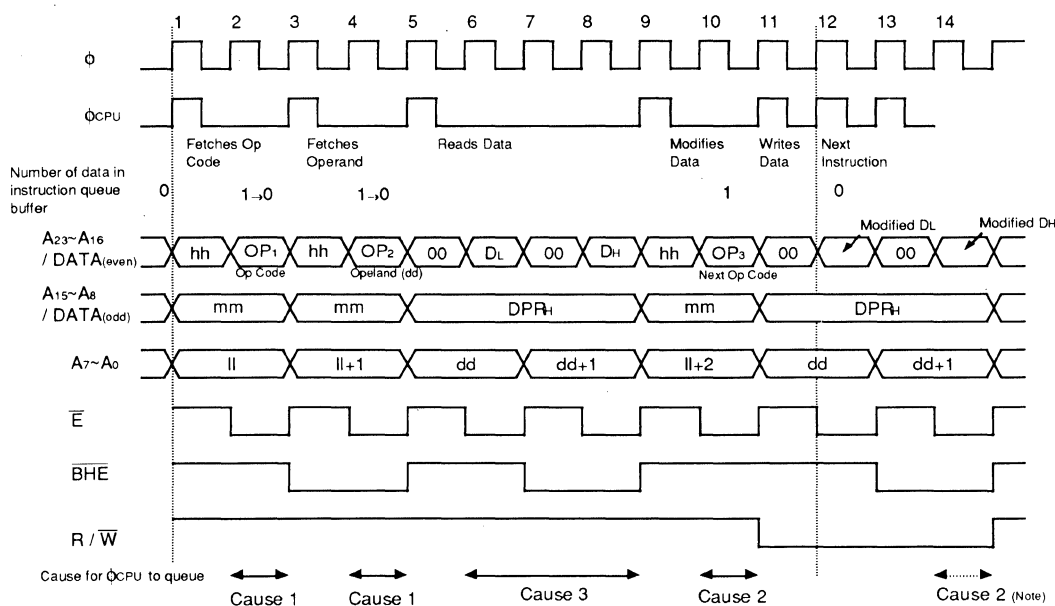 1 2 3 4 5 6 7 8 9 10 11 12 13 14
ϕ
ϕCPU
Fetches Op Code
Fetches Operand
Reads Data
Modifies Data
Writes Data
Next Instruction
Number of data in instruction queue buffer
0 1→0 1→0 1 0
Modified DL
Modified DH
A23~A16 / DATA(even)
hh OP1 hh OP2 00 DL 00 DH hh OP3 00 00
Op Code
Opeland (dd)
Next Op Code
A15~A8 / DATA(odd)
mm mm DPRH mm DPRH
A7~A0
ll ll+1 dd dd+1 ll+2 dd dd+1
E̅
B̅H̅E̅
R / W̅
Cause for ϕCPU to queue
Cause 1 Cause 1 Cause 3 Cause 2 Cause 2 (Note)